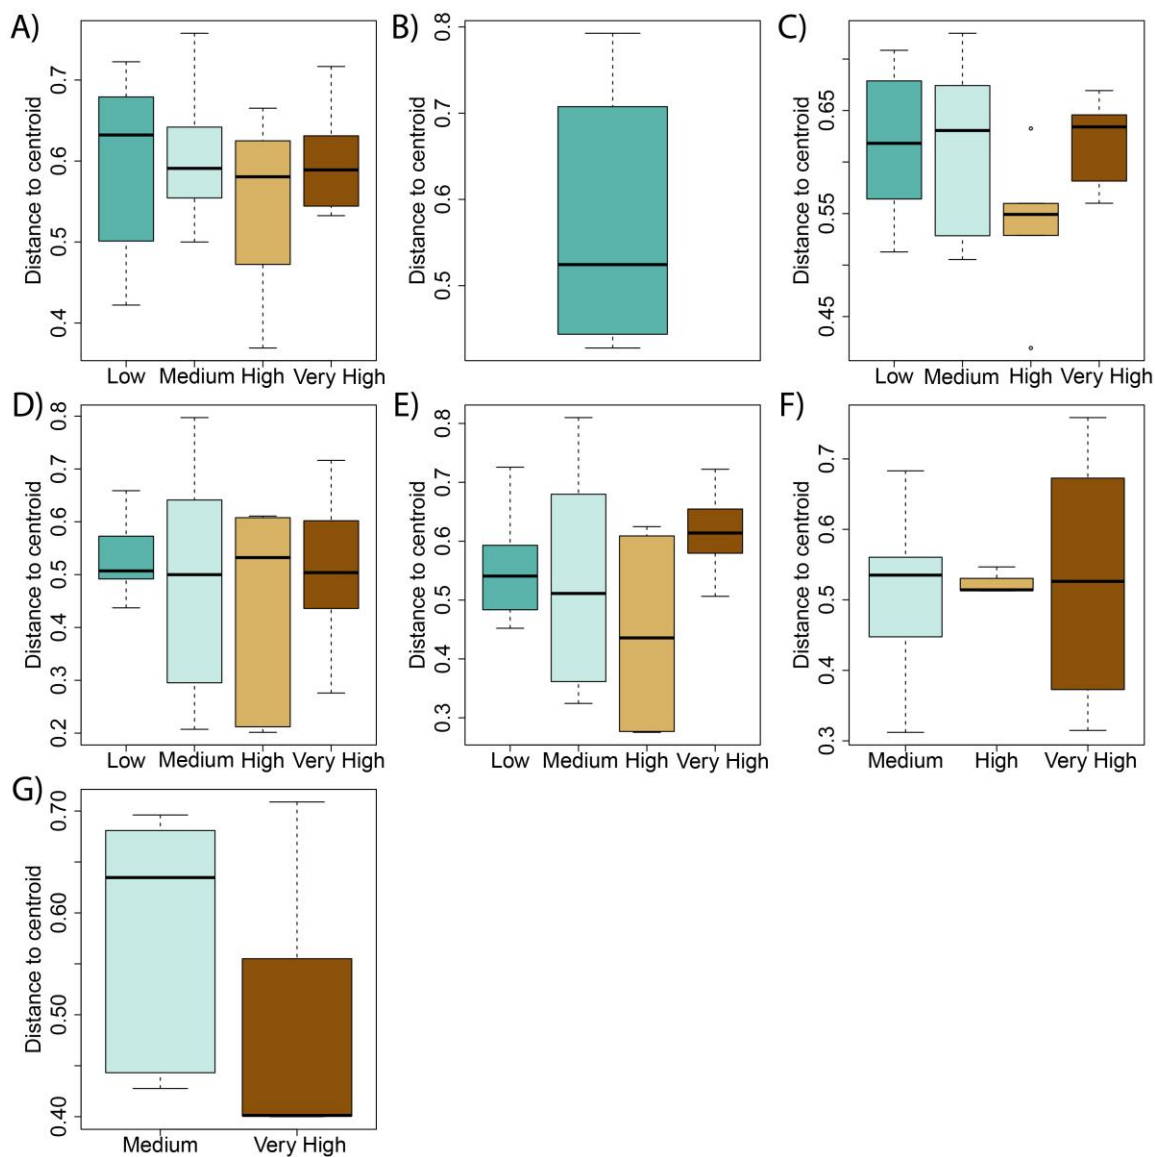 A)
Distance to centroid
0.7
0.6
0.5
0.4
Low Medium High Very High
B)
Distance to centroid
0.8
0.7
0.6
0.5
C)
Distance to centroid
0.65
0.55
0.45
Low Medium High Very High
D)
Distance to centroid
0.8
0.7
0.6
0.5
0.4
0.3
0.2
Low Medium High Very High
E)
Distance to centroid
0.8
0.7
0.6
0.5
0.4
0.3
Low Medium High Very High
F)
Distance to centroid
0.7
0.6
0.5
0.4
0.3
Medium High Very High
G)
Distance to centroid
0.70
0.60
0.50
0.40
Medium Very High